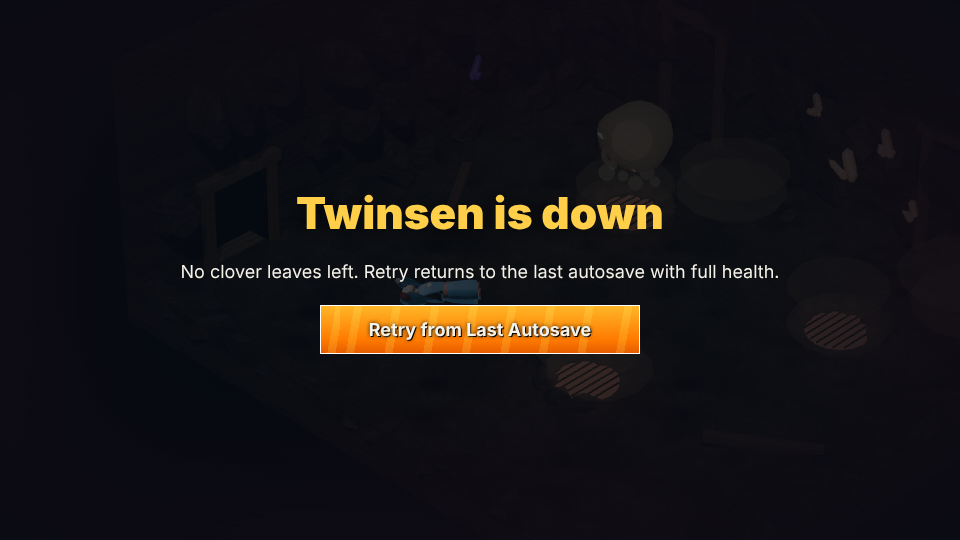 Twinsen is down
No clover leaves left. Retry returns to the last autosave with full health.
Retry from Last Autosave